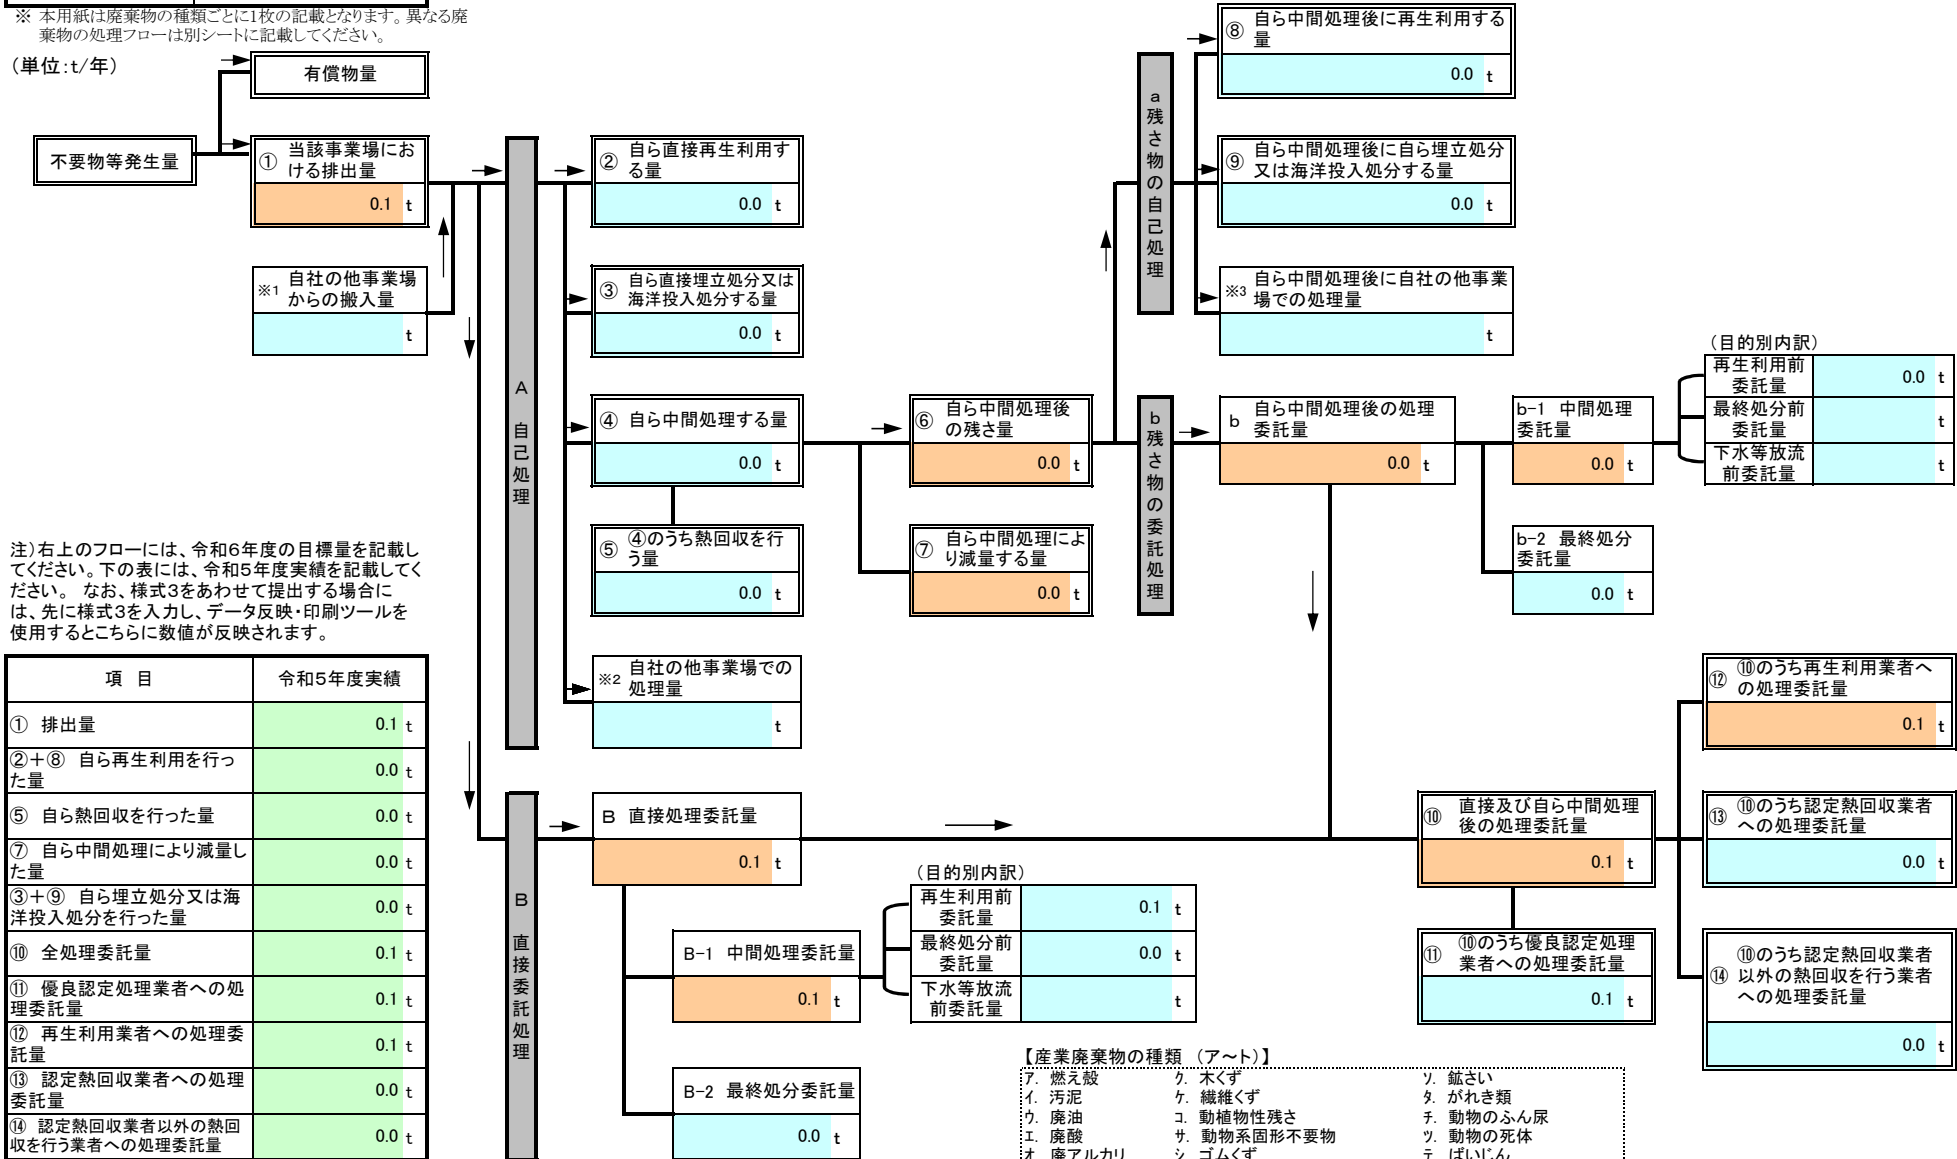 ※ 本用紙は廃棄物の種類ごとに1枚の記載となります。異なる廃
棄物の処理フローは別シートに記載してください。
(単位:t/年)
有償物量
不要物等発生量
① 当該事業場にお
ける排出量
0.1 t
※1 自社の他事業場
からの搬入量
t
A 自己処理
② 自ら直接再生利用す
る量
0.0 t
③ 自ら直接埋立処分又は
海洋投入処分する量
0.0 t
④ 自ら中間処理する量
0.0 t
⑤ ④のうち熱回収を行
う量
0.0 t
※2 自社の他事業場での
処理量
t
⑥ 自ら中間処理後
の残さ量
0.0 t
⑦ 自ら中間処理によ
り減量する量
0.0 t
a残さ物の自己処理
⑧ 自ら中間処理後に再生利用する
量
0.0 t
⑨ 自ら中間処理後に自ら埋立処分
又は海洋投入処分する量
0.0 t
※3 自ら中間処理後に自社の他事業
場での処理量
t
b残さ物の委託処理
b 自ら中間処理後の処理
委託量
0.0 t
b-1 中間処理
委託量
0.0 t
b-2 最終処分
委託量
0.0 t
(目的別内訳)
再生利用前
委託量
0.0 t
最終処分前
委託量
t
下水等放流
前委託量
t
注)右上のフローには、令和6年度の目標量を記載し
てください。下の表には、令和5年度実績を記載してく
ださい。 なお、様式3をあわせて提出する場合に
は、先に様式3を入力し、データ反映・印刷ツールを
使用するとこちらに数値が反映されます。
項 目 令和5年度実績
① 排出量 0.1 t
②+⑧ 自ら再生利用を行っ
た量 0.0 t
⑤ 自ら熱回収を行った量 0.0 t
⑦ 自ら中間処理により減量し
た量 0.0 t
③+⑨ 自ら埋立処分又は海
洋投入処分を行った量 0.0 t
⑩ 全処理委託量 0.1 t
⑪ 優良認定処理業者への処
理委託量 0.1 t
⑫ 再生利用業者への処理委
託量 0.1 t
⑬ 認定熱回収業者への処理
委託量 0.0 t
⑭ 認定熱回収業者以外の熱回
収を行う業者への処理委託量 0.0 t
B 直接委託処理
B 直接処理委託量
0.1 t
B-1 中間処理委託量
0.1 t
B-2 最終処分委託量
0.0 t
(目的別内訳)
再生利用前
委託量
0.1 t
最終処分前
委託量
0.0 t
下水等放流
前委託量
t
⑩ 直接及び自ら中間処理
後の処理委託量
0.1 t
⑪ ⑩のうち優良認定処理
業者への処理委託量
0.1 t
⑫ ⑩のうち再生利用業者へ
の処理委託量
0.1 t
⑬ ⑩のうち認定熱回収業者
への処理委託量
0.0 t
⑭ ⑩のうち認定熱回収業者
以外の熱回収を行う業者
への処理委託量
0.0 t
【産業廃棄物の種類 (ア~ト)】
ア. 燃え殻 ク. 木くず ソ. 鉱さい
イ. 汚泥 ケ. 繊維くず タ. がれき類
ウ. 廃油 コ. 動植物性残さ チ. 動物のふん尿
エ. 廃酸 サ. 動物系固形不要物 ツ. 動物の死体
オ. 廃アルカリ シ. ゴムくず テ. ばいじん